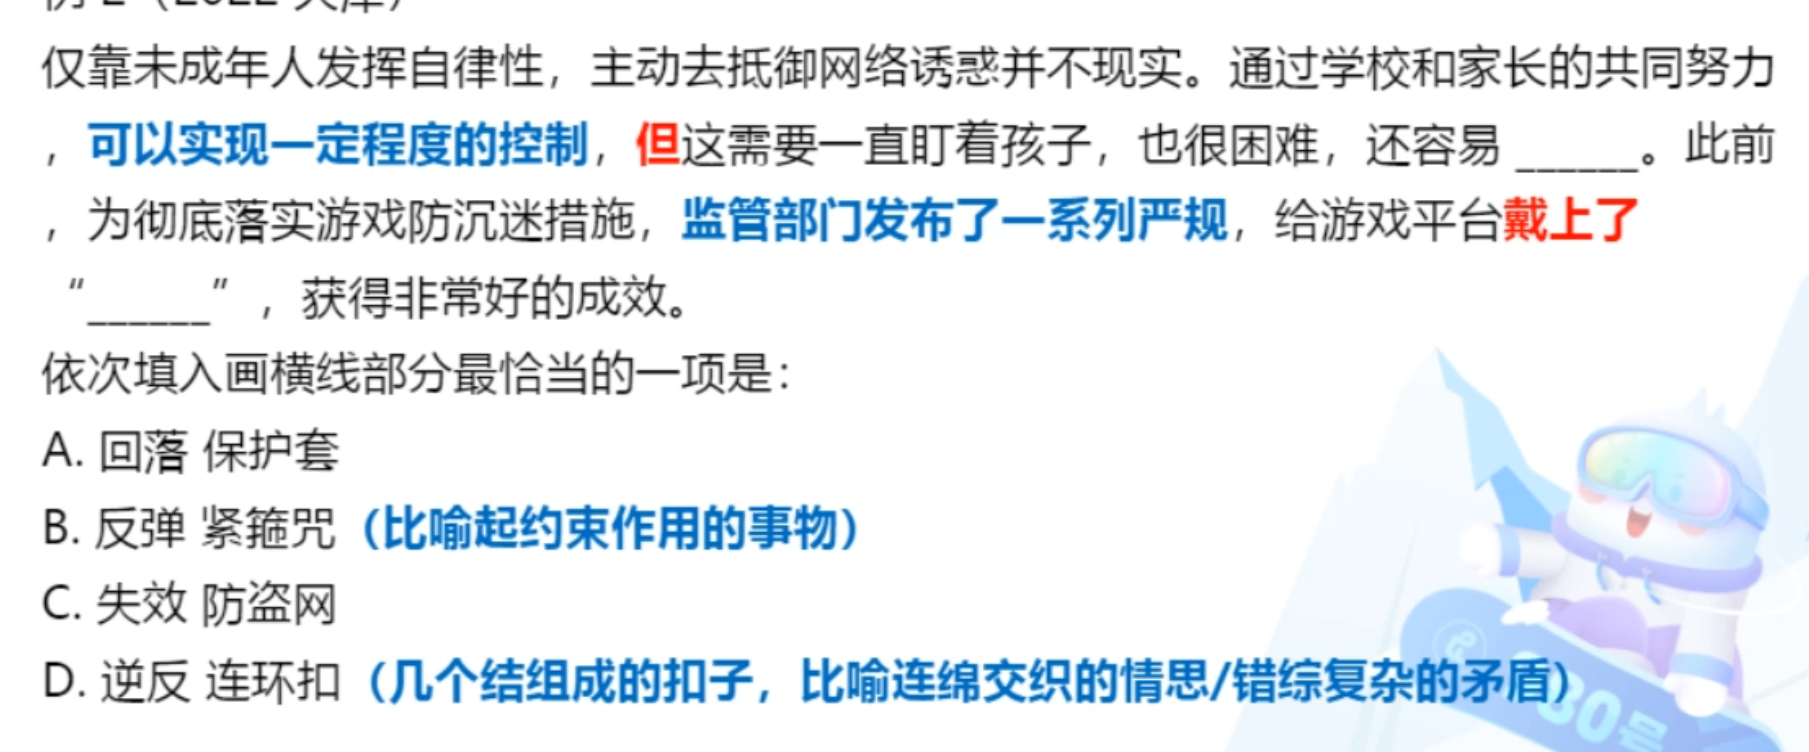 例 2（2022 天津）
仅靠未成年人发挥自律性，主动去抵御网络诱惑并不现实。通过学校和家长的共同努力
，可以实现一定程度的控制，但这需要一直盯着孩子，也很困难，还容易 ______。此前
，为彻底落实游戏防沉迷措施，监管部门发布了一系列严规，给游戏平台戴上了
“______”，获得非常好的成效。
依次填入画横线部分最恰当的一项是：
A. 回落 保护套
B. 反弹 紧箍咒（比喻起约束作用的事物）
C. 失效 防盗网
D. 逆反 连环扣（几个结组成的扣子，比喻连绵交织的情思/错综复杂的矛盾）